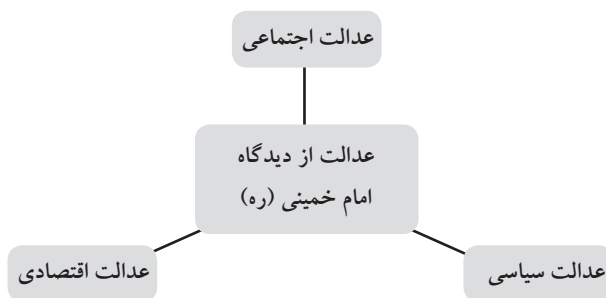 عدالت اجتماعی
عدالت از دیدگاه
امام خمینی (ره)
عدالت سیاسی
عدالت اقتصادی